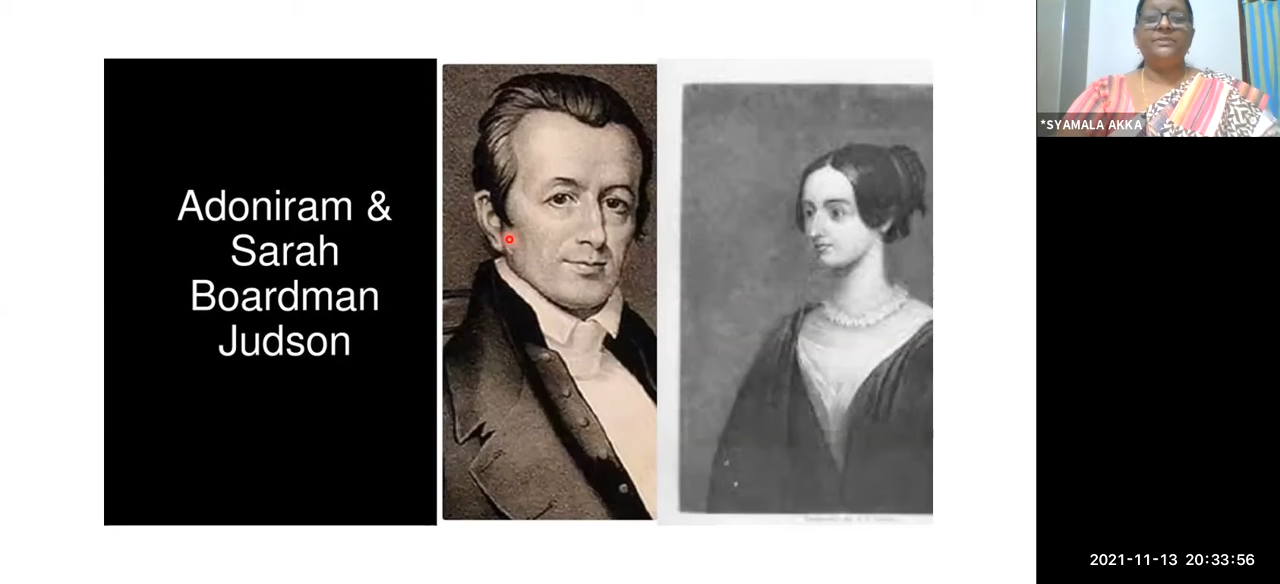 Adoniram &
Sarah
Boardman
Judson
*SYAMALA AKKA
2021-11-13 20:33:56